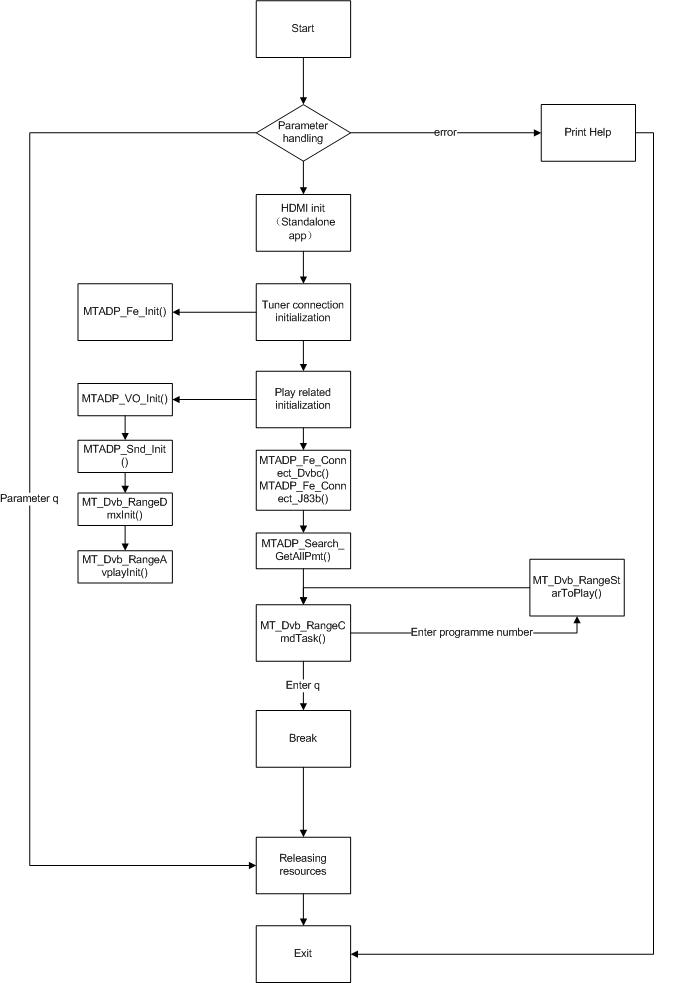 Start
Parameter
handling
error
Print Help
HDMI init
（Standalone
app）
MTADP_Fe_Init()
Tuner connection
initialization
MTADP_VO_Init()
Play related
initialization
MTADP_Snd_Init
()
MTADP_Fe_Conn
ect_Dvbc()
MTADP_Fe_Conn
ect_J83b()
Parameter q
MT_Dvb_RangeD
mxInit()
MTADP_Search_
GetAllPmt()
MT_Dvb_RangeA
vplayInit()
MT_Dvb_RangeSt
arToPlay()
MT_Dvb_RangeC
mdTask()
Enter programme number
Enter q
Break
Releasing
resources
Exit